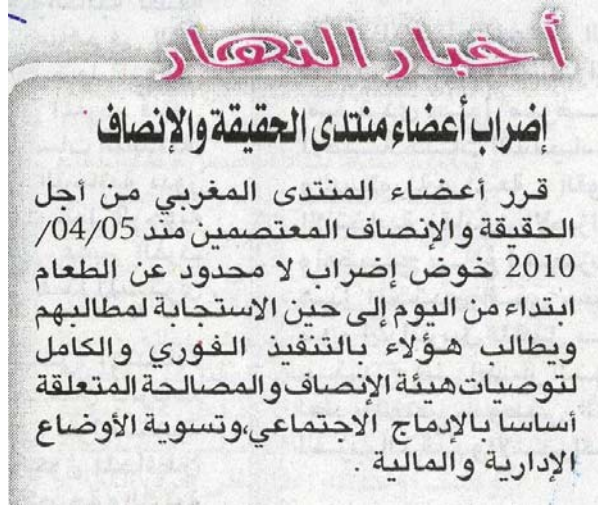 أخبار النهار
إضراب أعضاء منتدى الحقيقة والإنصاف
قرر أعضاء المنتدى المغربي من أجل
الحقيقة والإنصاف المعتصمين مند 04/05/
2010 خوض إضراب لا محدود عن الطعام
ابتداء من اليوم إلى حين الاستجابة لمطالبهم
ويطالب هؤلاء بالتنفيذ الفوري والكامل
لتوصيات هيئة الإنصاف والمصالحة المتعلقة
أساسا بالإدماج الاجتماعي،وتسوية الأوضاع
الإدارية والمالية .